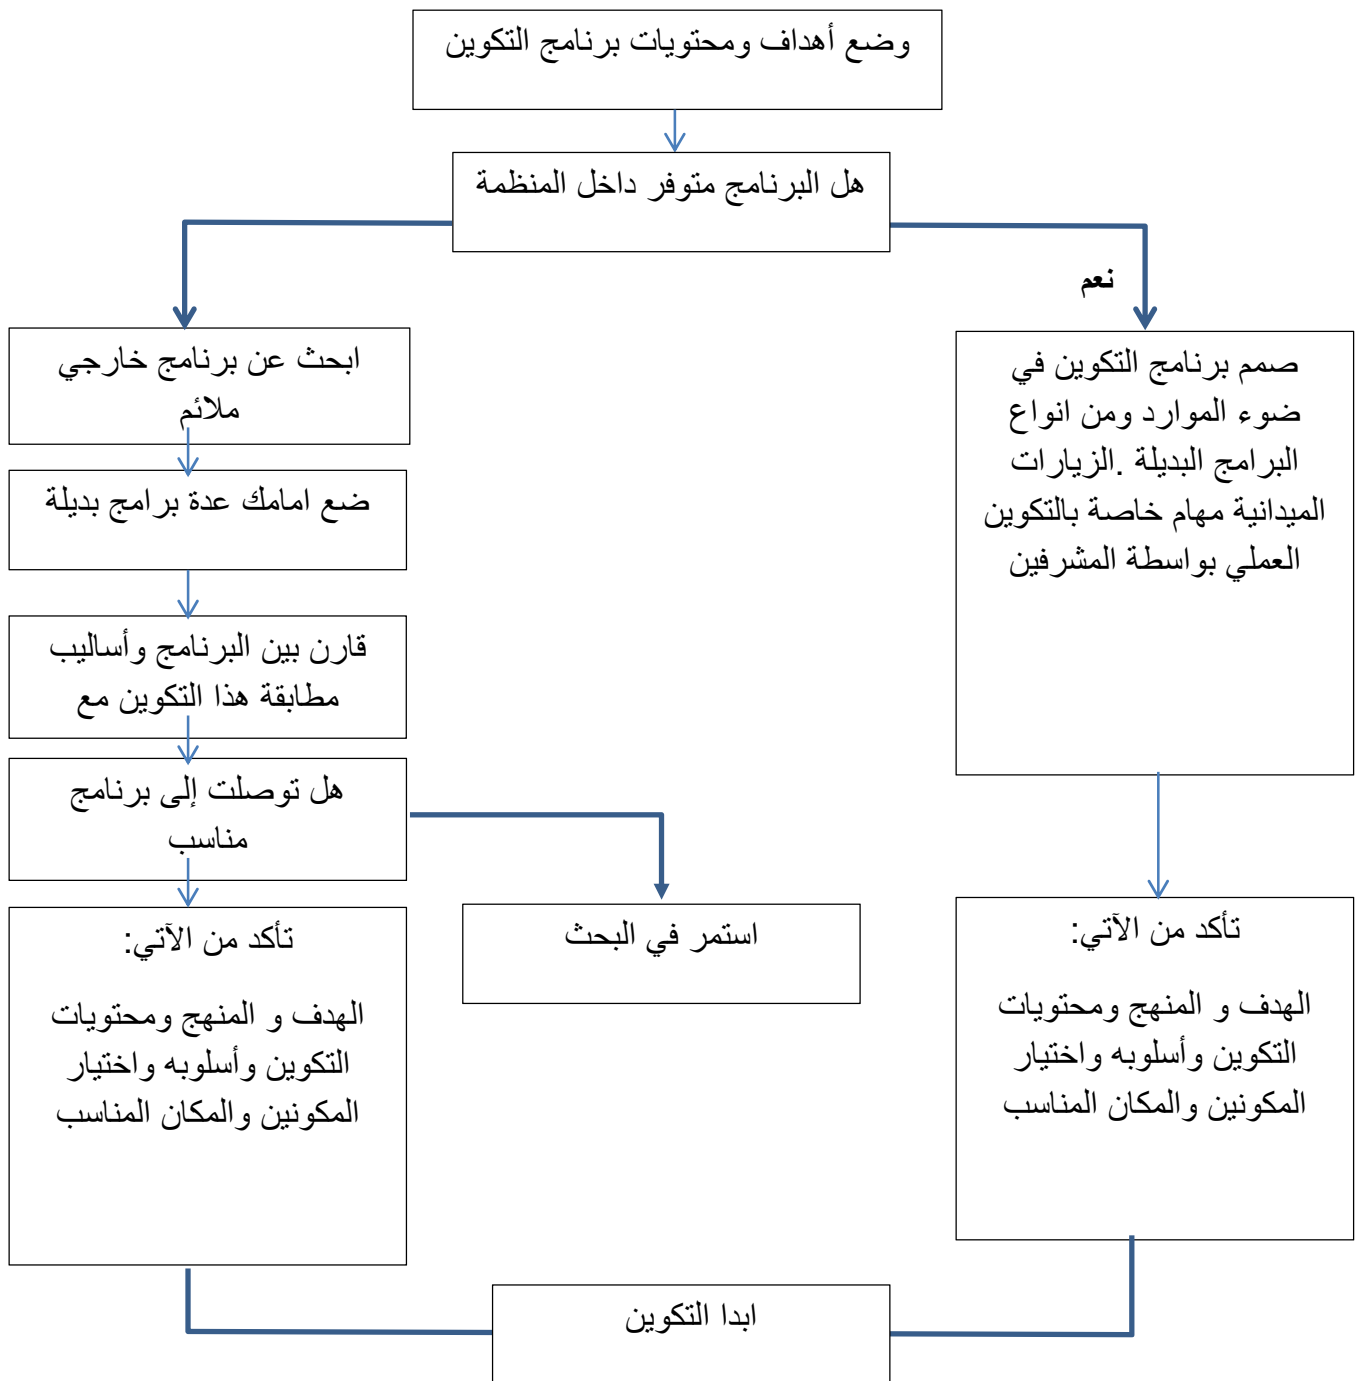 وضع أهداف ومحتويات برنامج التكوين
هل البرنامج متوفر داخل المنظمة
نعم
صمم برنامج التكوين في
ضوء الموارد ومن انواع
البرامج البديلة .الزيارات
الميدانية مهام خاصة بالتكوين
العملي بواسطة المشرفين
ابحث عن برنامج خارجي
ملائم
ضع امامك عدة برامج بديلة
قارن بين البرنامج وأساليب
مطابقة هذا التكوين مع
هل توصلت إلى برنامج
مناسب
استمر في البحث
تأكد من الآتي:
الهدف و المنهج ومحتويات
التكوين وأسلوبه واختيار
المكونين والمكان المناسب
تأكد من الآتي:
الهدف و المنهج ومحتويات
التكوين وأسلوبه واختيار
المكونين والمكان المناسب
ابدا التكوين